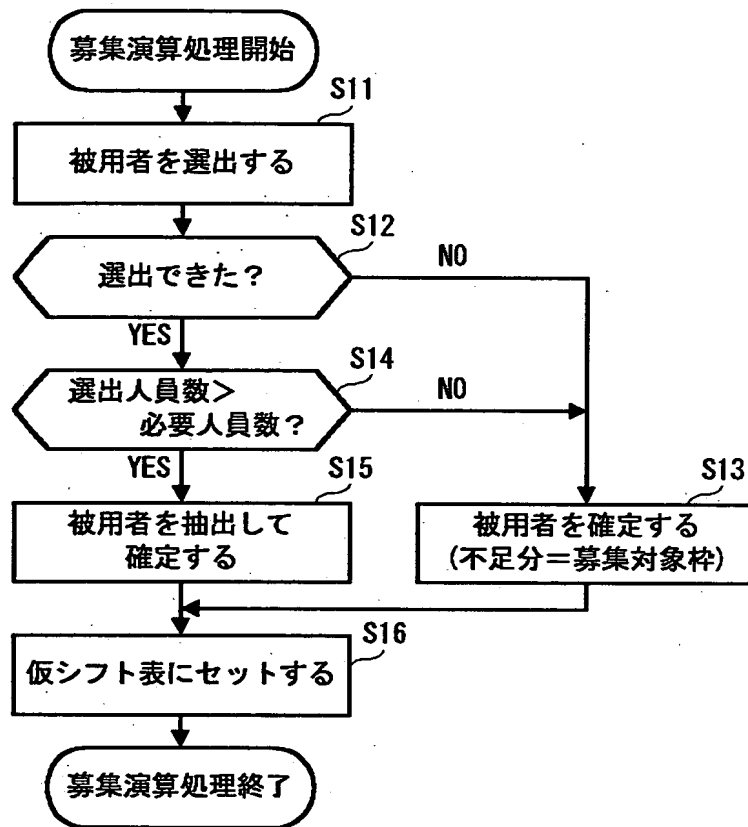 募集演算処理開始
S11
被用者を選出する
S12
選出できた？
NO
YES
S14
選出人員数＞
必要人員数？
NO
YES
S15
被用者を抽出して
確定する
S13
被用者を確定する
(不足分＝募集対象枠)
S16
仮シフト表にセットする
募集演算処理終了